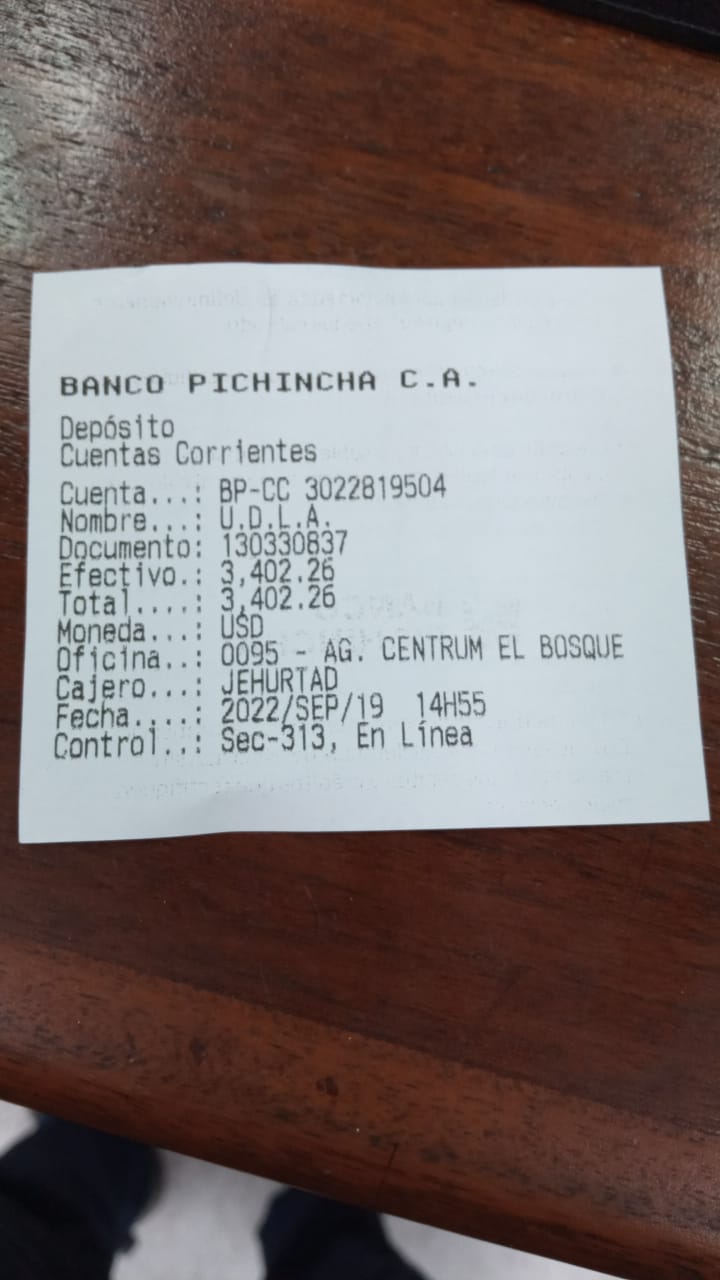 BANCO PICHINCHA C.A.
Depósito
Cuentas Corrientes
Cuenta...: BP-CC 3022819504
Nombre...: U.D.L.A.
Documento: 130330837
Efectivo.: 3,402.26
Total....: 3,402.26
Moneda...: USD
Oficina..: 0095 - AG. CENTRUM EL BOSQUE
Cajero...: JEHURTAD
Fecha....: 2022/SEP/19 14H55
Control..: Sec-313, En Línea